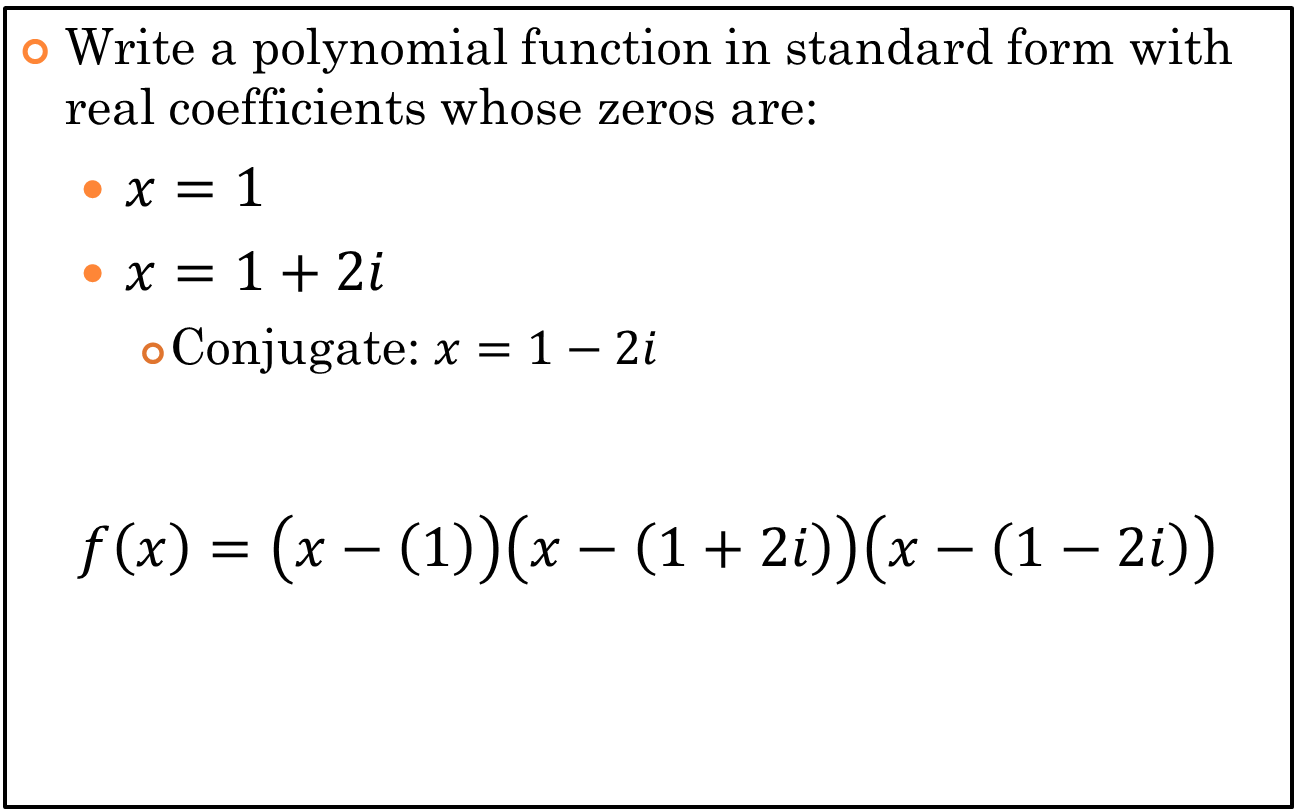 Write a polynomial function in standard form with
real coefficients whose zeros are:
x = 1
x = 1 + 2i
Conjugate: x = 1 − 2i
f(x) = (x − (1))(x − (1 + 2i))(x − (1 − 2i))